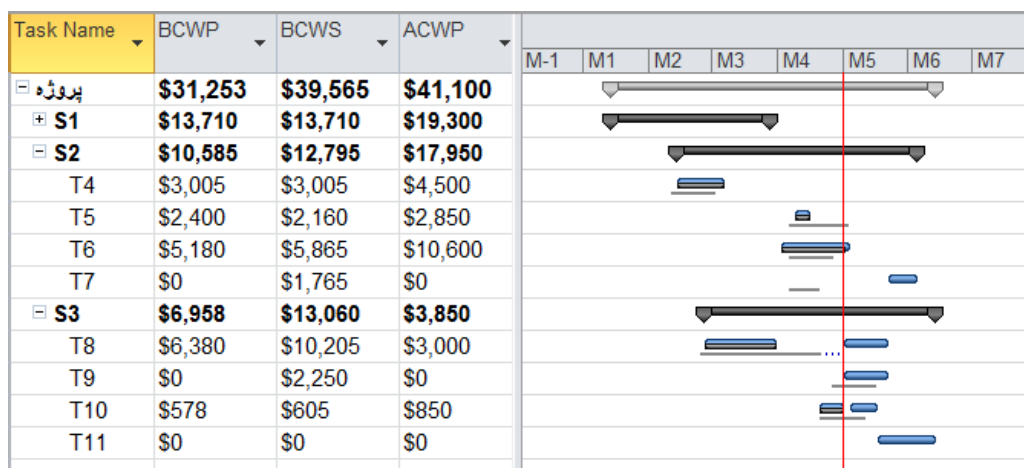 Task Name BCWP BCWS ACWP
M-1 M1 M2 M3 M4 M5 M6 M7
پروژه $31,253 $39,565 $41,100
S1 $13,710 $13,710 $19,300
S2 $10,585 $12,795 $17,950
T4 $3,005 $3,005 $4,500
T5 $2,400 $2,160 $2,850
T6 $5,180 $5,865 $10,600
T7 $0 $1,765 $0
S3 $6,958 $13,060 $3,850
T8 $6,380 $10,205 $3,000
T9 $0 $2,250 $0
T10 $578 $605 $850
T11 $0 $0 $0